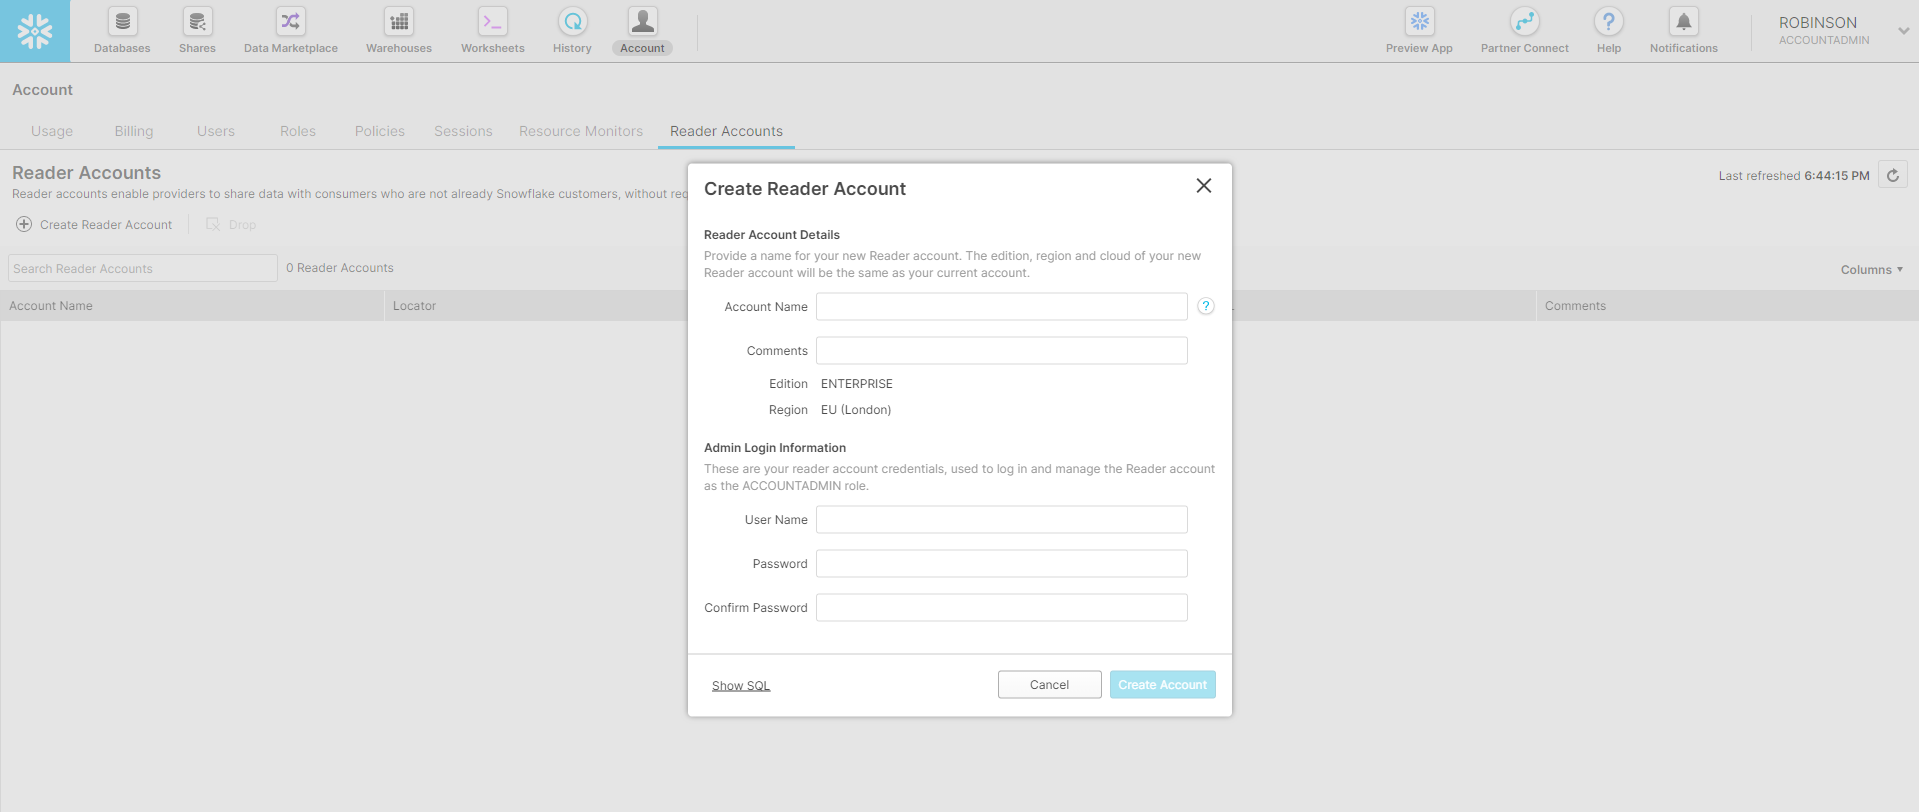 Databases
Shares
Data Marketplace
Warehouses
Worksheets
History
Account
Preview App
Partner Connect
Help
Notifications
ROBINSON
ACCOUNTADMIN
Account
Usage
Billing
Users
Roles
Policies
Sessions
Resource Monitors
Reader Accounts
Reader Accounts
Reader accounts enable providers to share data with consumers who are not already Snowflake customers, without req
Last refreshed 6:44:15 PM
Create Reader Account
Drop
Search Reader Accounts
0 Reader Accounts
Columns
Account Name
Locator
Comments
Create Reader Account
Reader Account Details
Provide a name for your new Reader account. The edition, region and cloud of your new
Reader account will be the same as your current account.
Account Name
?
Comments
Edition ENTERPRISE
Region EU (London)
Admin Login Information
These are your reader account credentials, used to log in and manage the Reader account
as the ACCOUNTADMIN role.
User Name
Password
Confirm Password
Show SQL
Cancel
Create Account